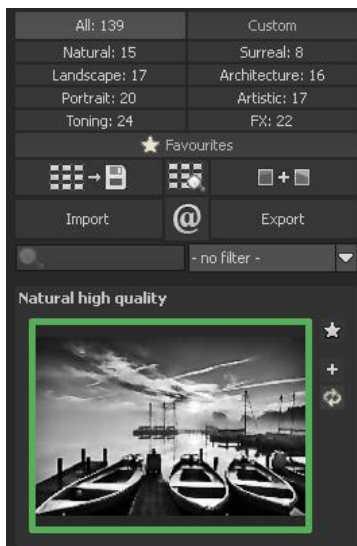 All: 139 Custom
Natural: 15 Surreal: 8
Landscape: 17 Architecture: 16
Portrait: 20 Artistic: 17
Toning: 24 FX: 22
Favourites
Import @ Export
- no filter -
Natural high quality